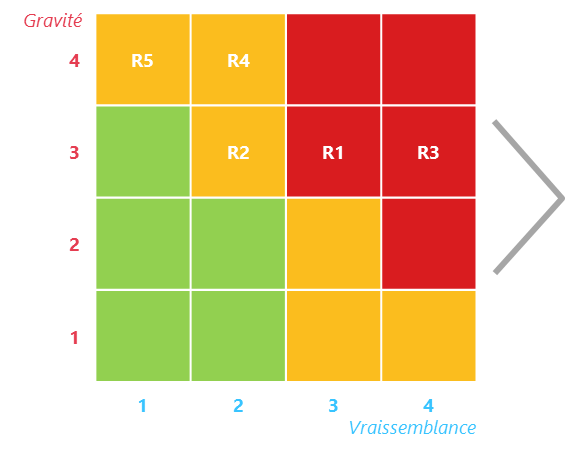 Gravité
4 R5 R4
3 R2 R1 R3
2
1
1 2 3 4
Vraissemblance